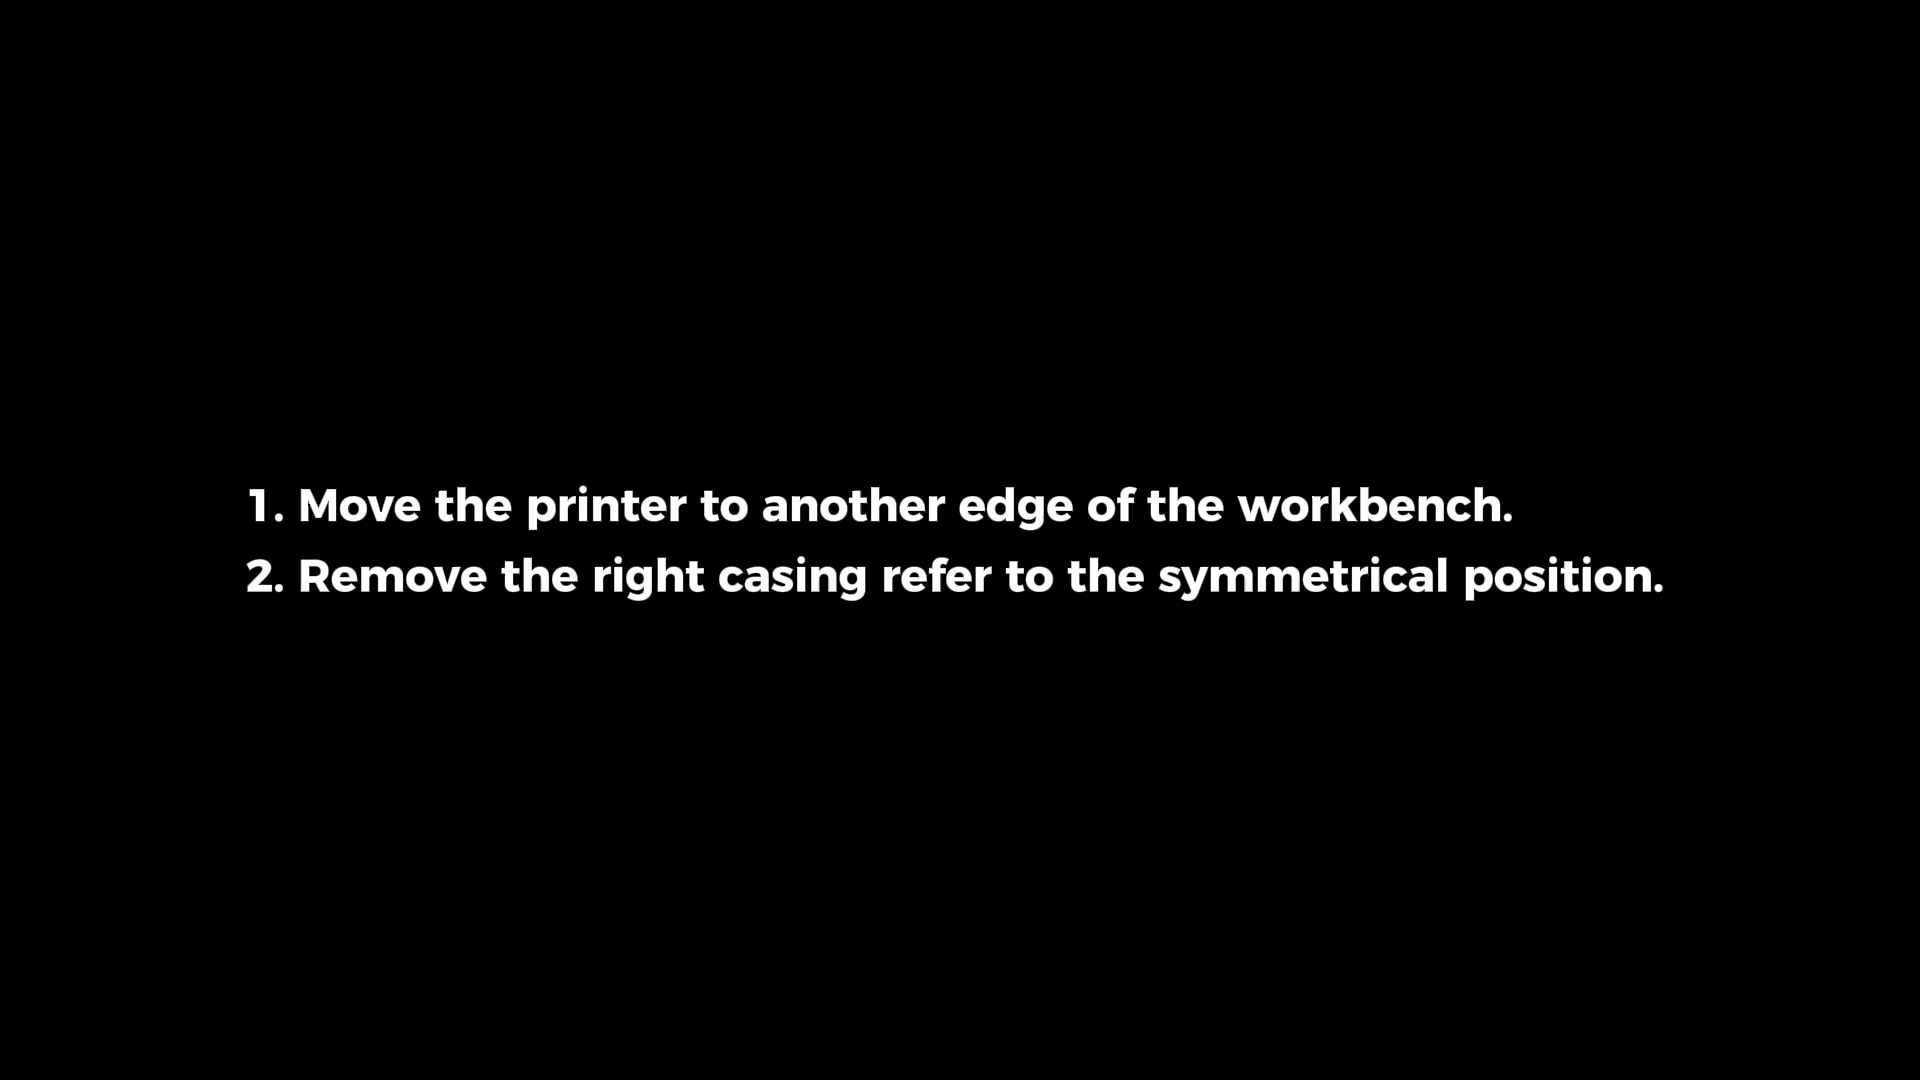 1. Move the printer to another edge of the workbench.
2. Remove the right casing refer to the symmetrical position.